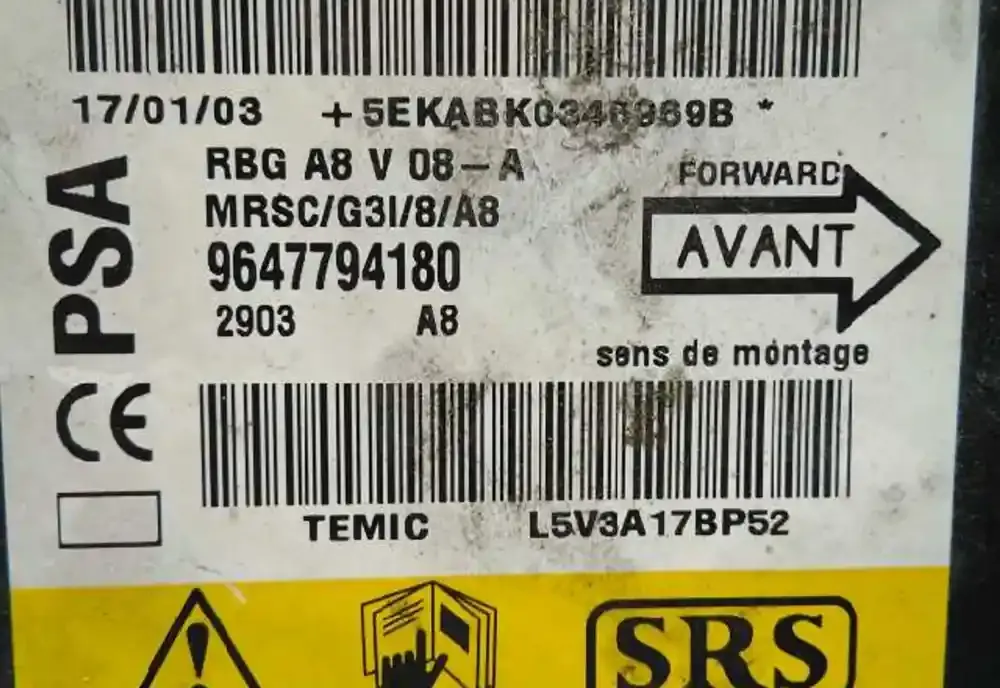 17/01/03 +5EKABK0346969B *
RBG A8 V 08-A
MRSC/G3I/8/A8
9647794180
2903 A8
PSA
CE
FORWARD
AVANT
sens de montage
TEMIC L5V3A17BP52
SRS